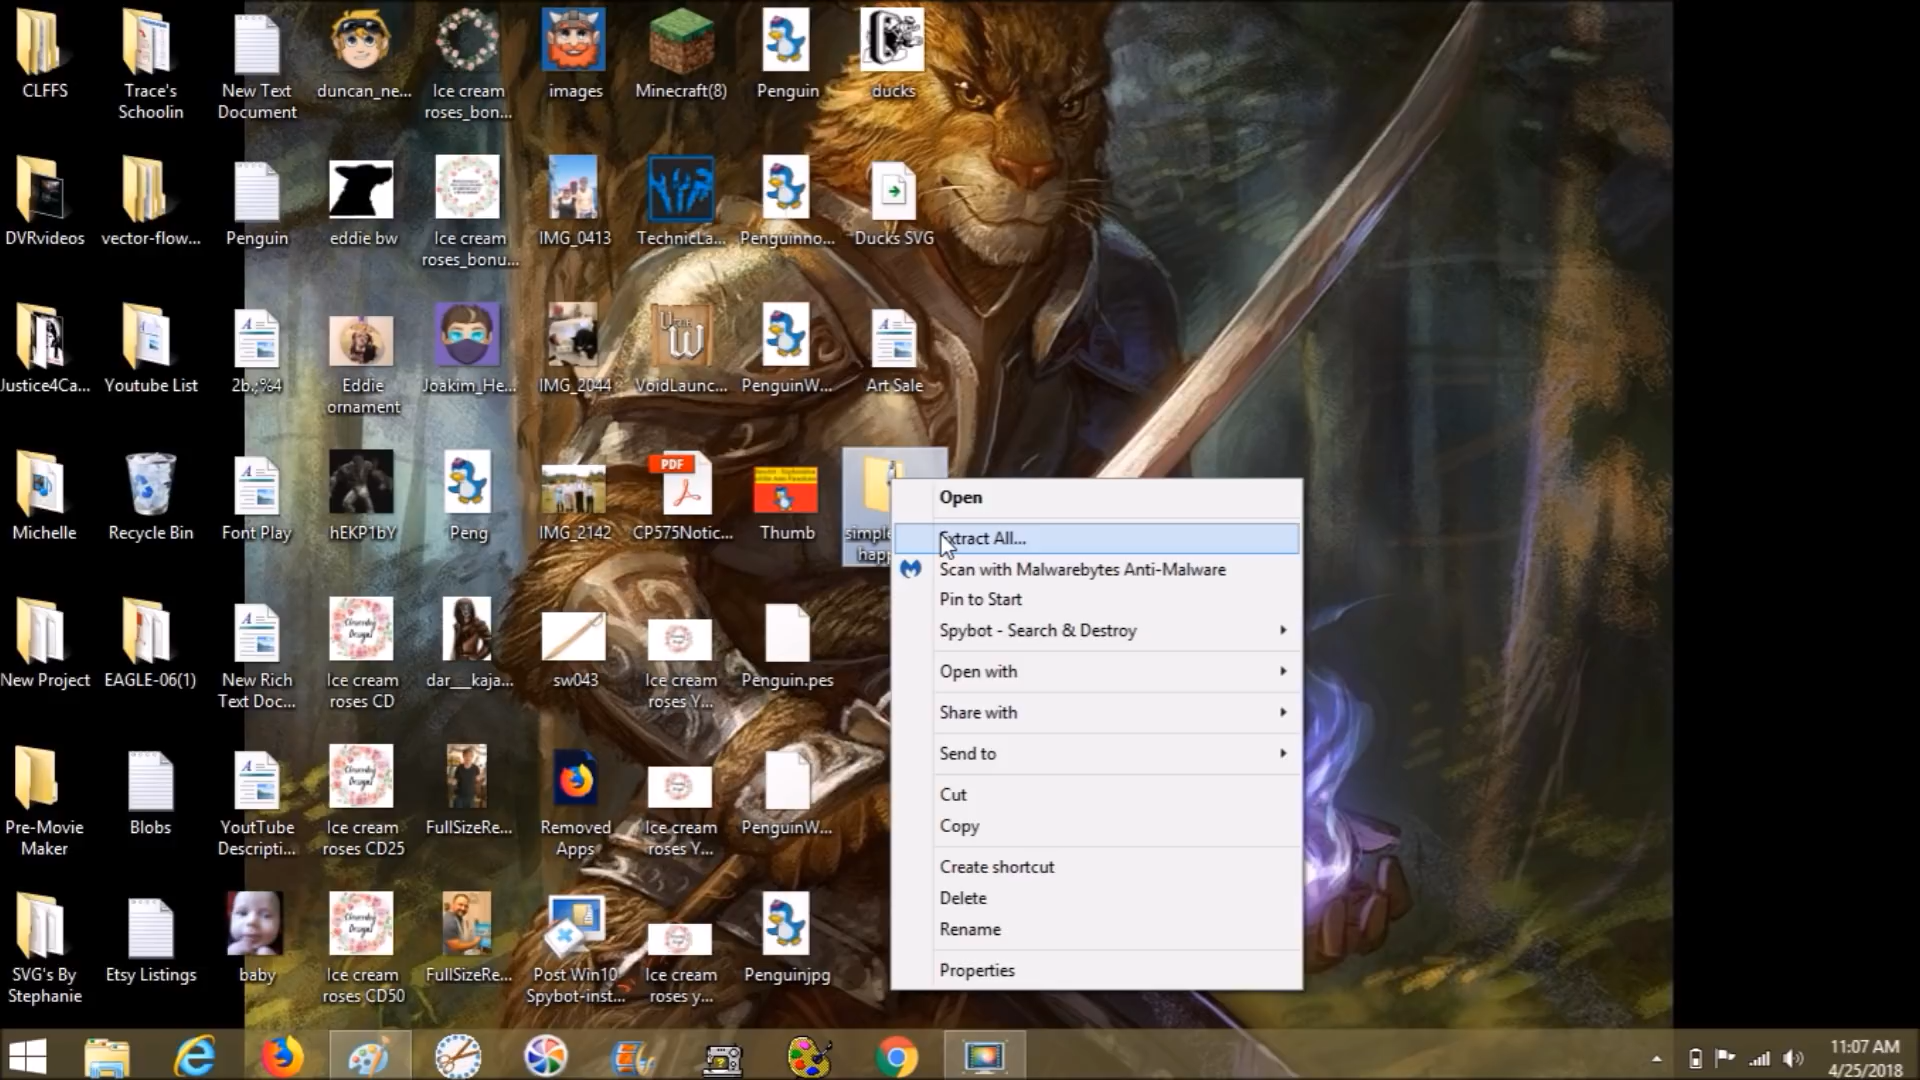 CLFFS
Trace's
Schoolin
New Text
Document
duncan_ne...
Ice cream
roses_bon...
images
Minecraft(8)
Penguin
ducks
DVRvideos
vector-flow...
Penguin
eddie bw
Ice cream
roses_bonu...
IMG_0413
TechnicLa...
Penguinno...
Ducks SVG
Justice4Ca...
Youtube List
2b,;%4
Eddie
ornament
Joakim_He...
IMG_2044
VoidLaunc...
PenguinW...
Art Sale
Michelle
Recycle Bin
Font Play
hEKP1bY
Peng
IMG_2142
PDF
CP575Notic...
Thumb
simple
happ
Open
Extract All...
Scan with Malwarebytes Anti-Malware
Pin to Start
Spybot - Search & Destroy
Open with
Share with
Send to
Cut
Copy
Create shortcut
Delete
Rename
Properties
New Project
EAGLE-06(1)
New Rich
Text Doc...
Ice cream
roses CD
dar__kaja...
sw043
Ice cream
roses Y...
Penguin.pes
Pre-Movie
Maker
Blobs
YoutTube
Descripti...
Ice cream
roses CD25
FullSizeRe...
Removed
Apps
Ice cream
roses Y...
PenguinW...
SVG's By
Stephanie
Etsy Listings
baby
Ice cream
roses CD50
FullSizeRe...
Post Win10
Spybot-inst...
Ice cream
roses y...
Penguinjpg
11:07 AM
4/25/2018